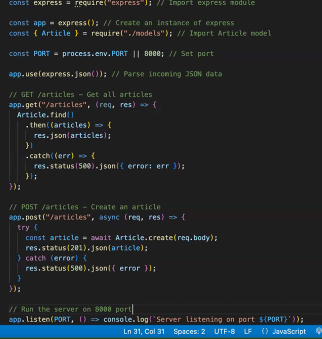 const express = require("express"); // Import express module
const app = express(); // Create an instance of express
const { Article } = require("./models"); // Import Article model
const PORT = process.env.PORT || 8000; // Set port
app.use(express.json()); // Parse incoming JSON data
// GET /articles – Get all articles
app.get("/articles", (req, res) => {
  Article.find()
    .then((articles) => {
      res.json(articles);
    })
    .catch((err) => {
      res.status(500).json({ error: err });
    });
});
// POST /articles – Create an article
app.post("/articles", async (req, res) => {
  try {
    const article = await Article.create(req.body);
    res.status(201).json(article);
  } catch (error) {
    res.status(500).json({ error });
  }
});
// Run the server on 8000 port
app.listen(PORT, () => console.log(`Server listening on port ${PORT}`));
Ln 31, Col 31 Spaces: 2 UTF-8 LF {} JavaScript